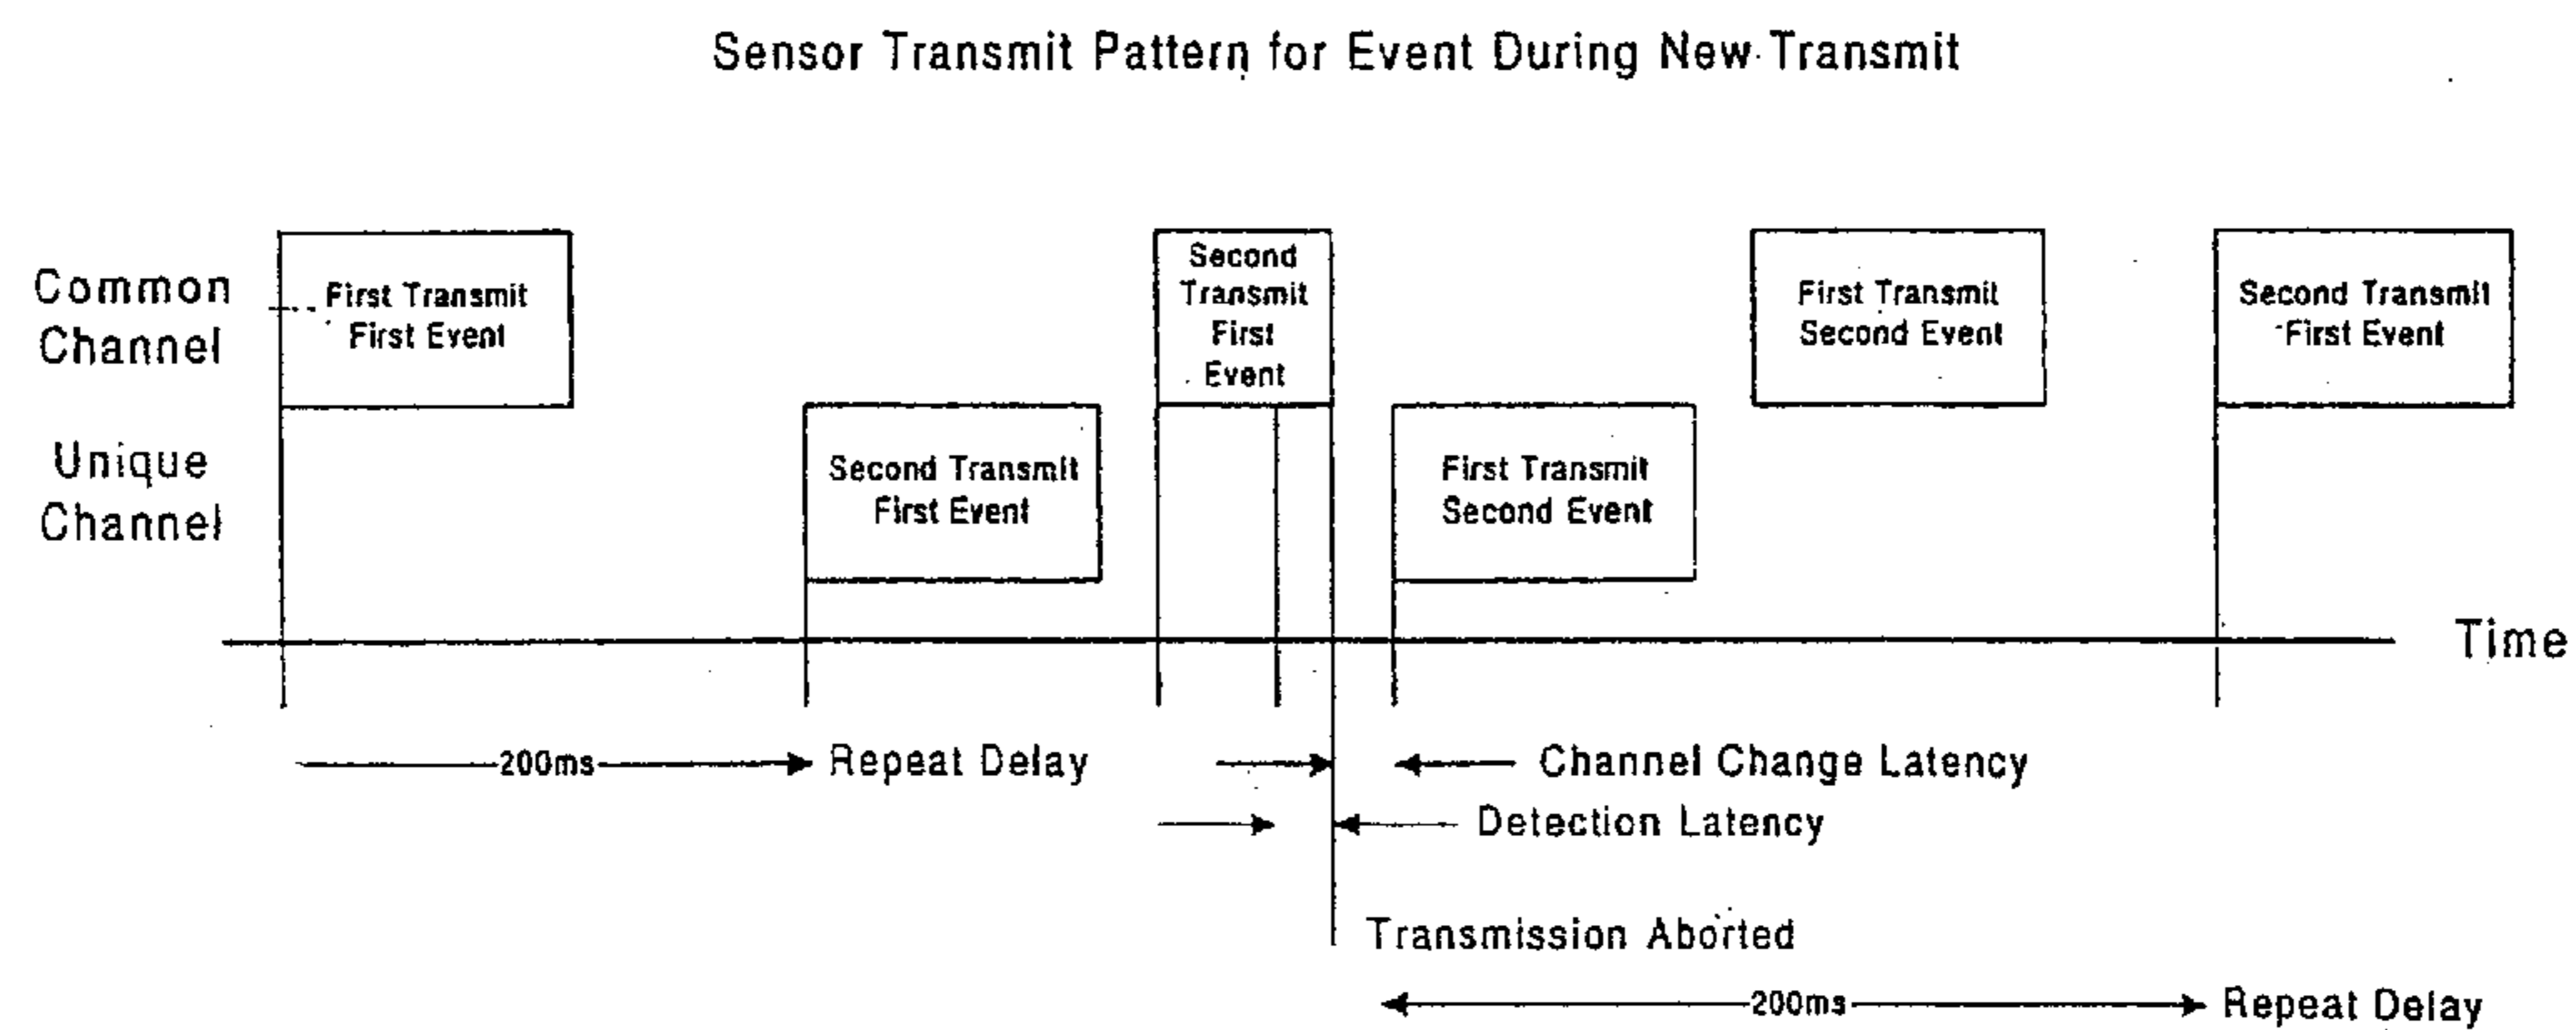 Sensor Transmit Pattern for Event During New Transmit
Common
Channel
First Transmit
First Event
Second
Transmit
First
Event
First Transmit
Second Event
Second Transmit
First Event
Unique
Channel
Second Transmit
First Event
First Transmit
Second Event
Time
200ms
Repeat Delay
Channel Change Latency
Detection Latency
Transmission Aborted
200ms
Repeat Delay